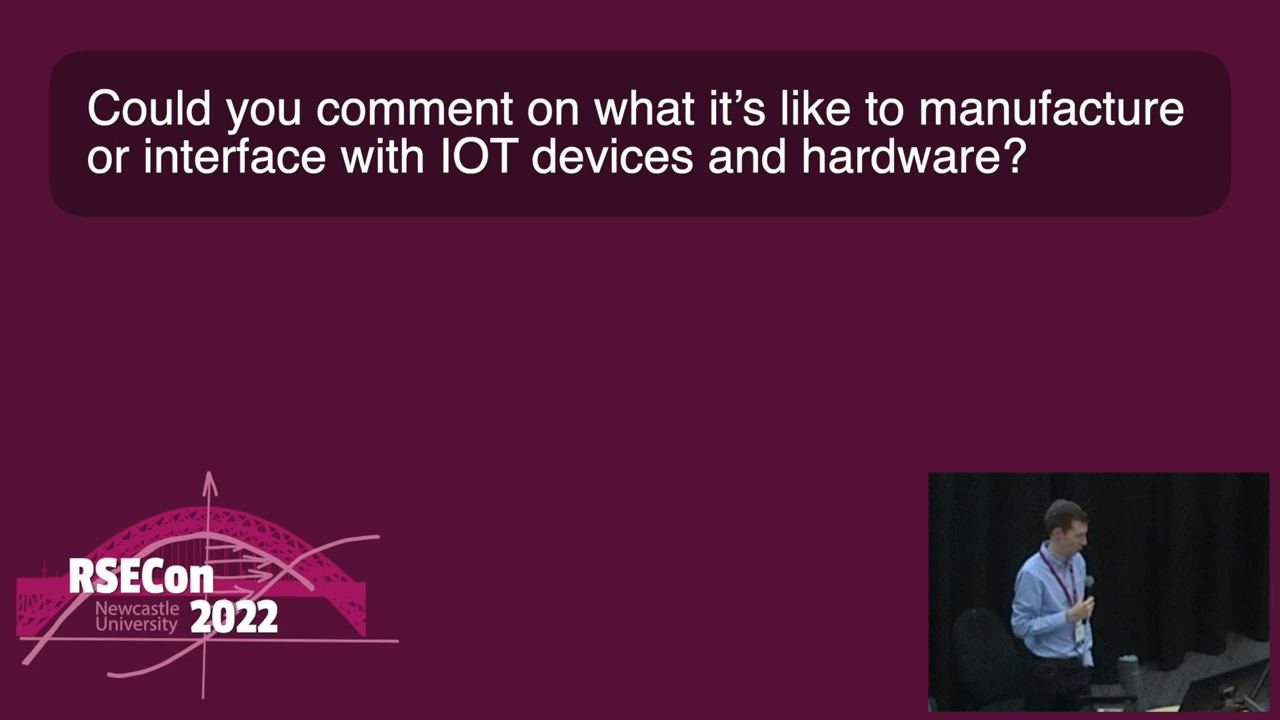 Could you comment on what it’s like to manufacture
or interface with IOT devices and hardware?
RSECon
Newcastle
University
2022